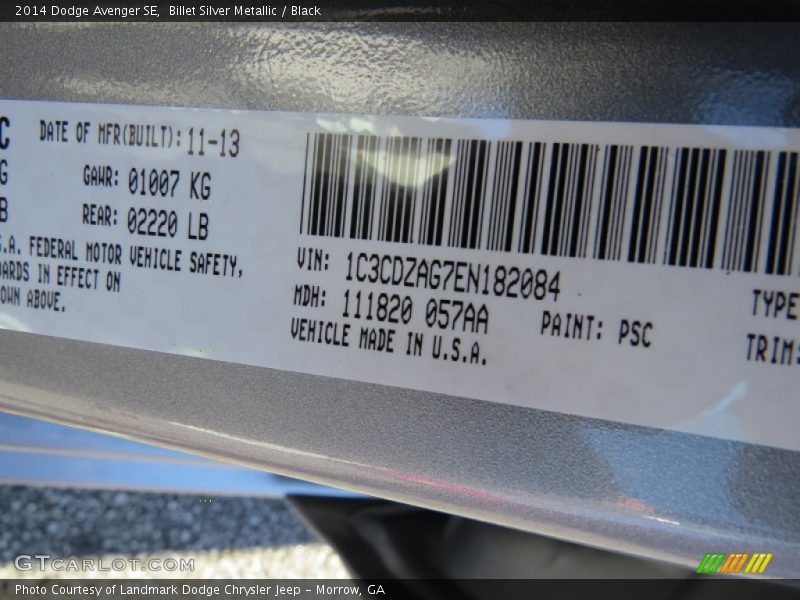 2014 Dodge Avenger SE, Billet Silver Metallic / Black
DATE OF MFR(BUILT): 11-13
GAWR: 01007 KG
REAR: 02220 LB
.A. FEDERAL MOTOR VEHICLE SAFETY,
ARDS IN EFFECT ON
OWN ABOVE.
VIN: 1C3CDZAG7EN182084
MDH: 111820 057AA
PAINT: PSC
VEHICLE MADE IN U.S.A.
TYPE
TRIM:
GTCarLot.com
Photo Courtesy of Landmark Dodge Chrysler Jeep - Morrow, GA